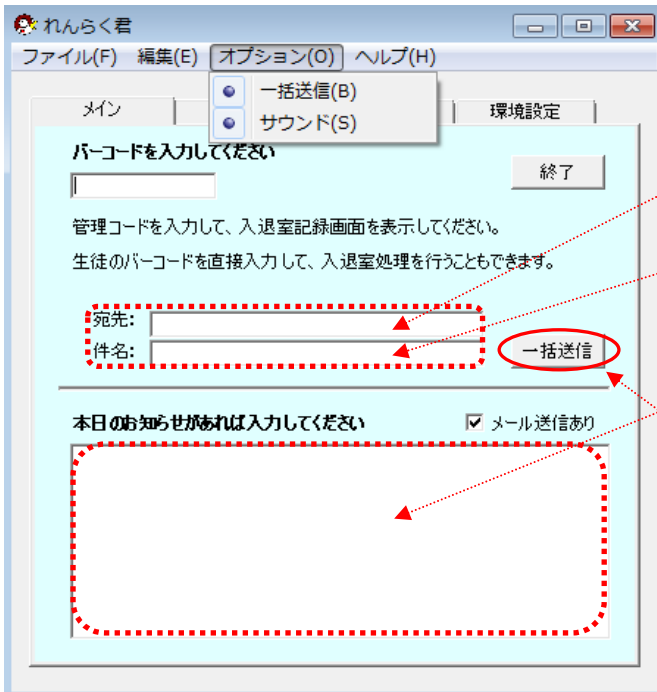 れんらく君
ファイル(F) 編集(E) オプション(O) ヘルプ(H)
一括送信(B)
サウンド(S)
メイン 環境設定
バーコードを入力してください
終了
管理コードを入力して、入退室記録画面を表示してください。
生徒のバーコードを直接入力して、入退室処理を行うこともできます。
宛先:
件名:
一括送信
本日のお知らせがあれば入力してください メール送信あり